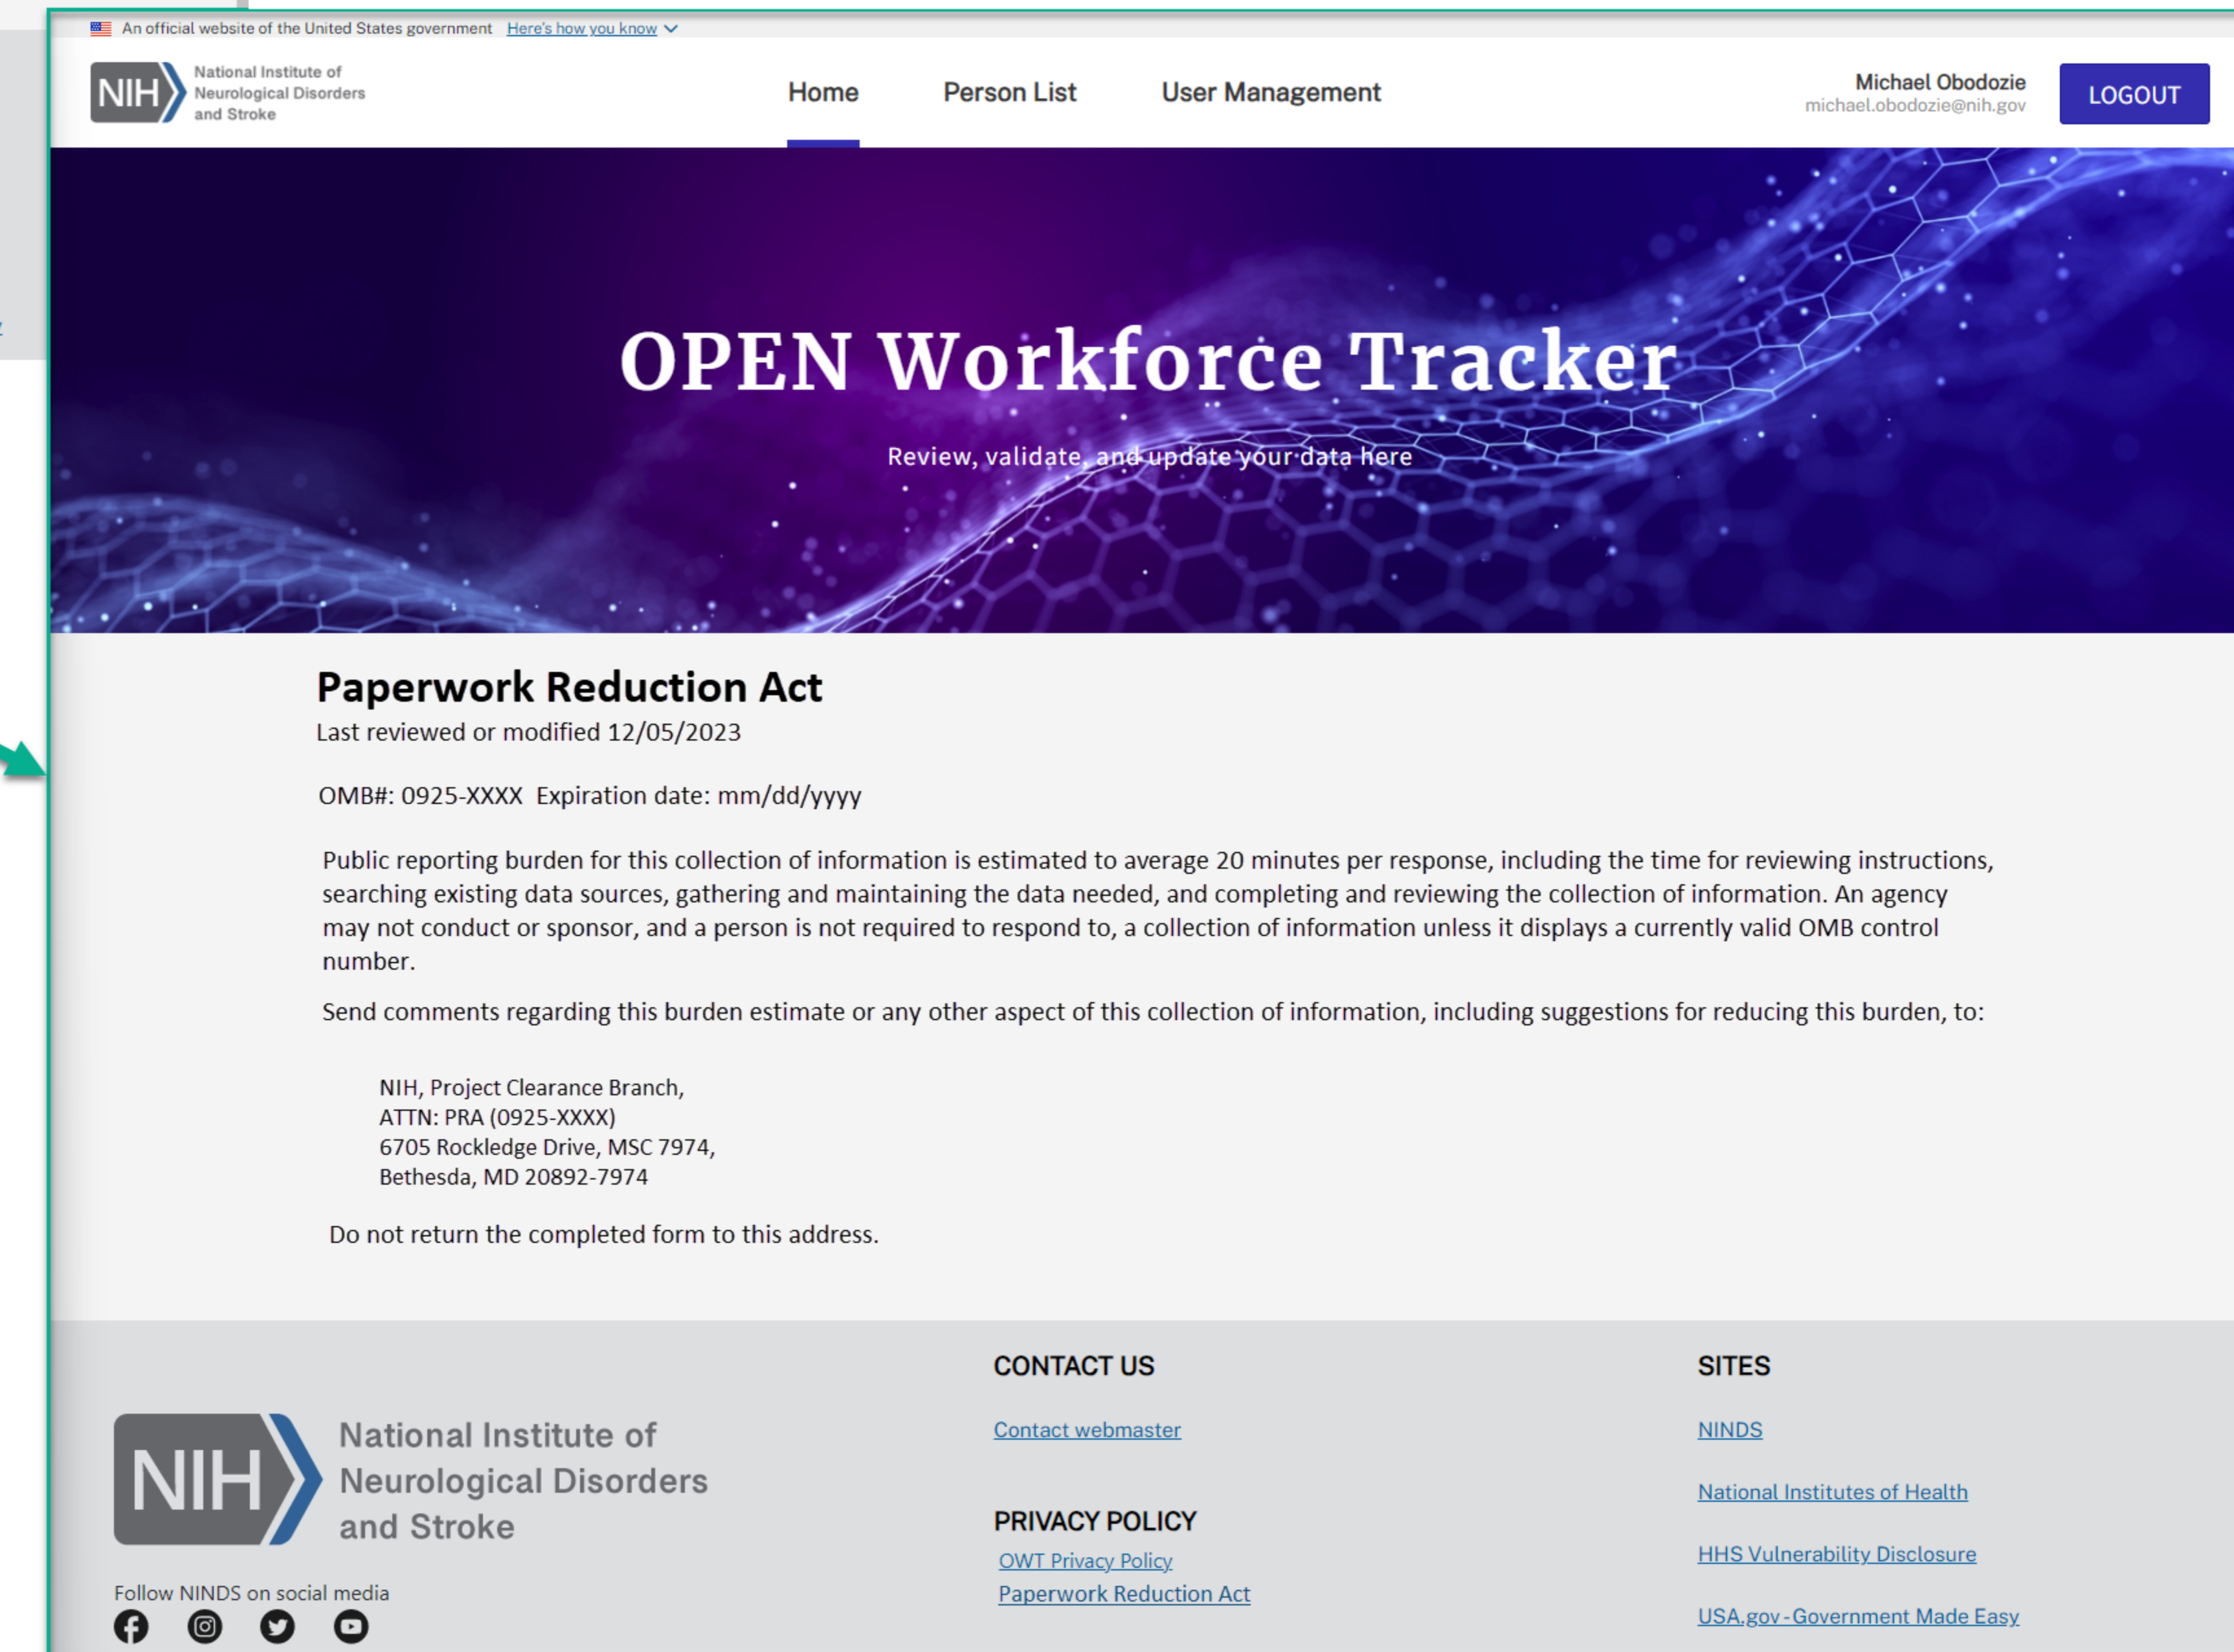 An official website of the United States government Here's how you know
NIH
National Institute of
Neurological Disorders
and Stroke
Home Person List User Management
Michael Obodozie
michael.obodozie@nih.gov
LOGOUT
OPEN Workforce Tracker
Review, validate, and update your data here
Paperwork Reduction Act
Last reviewed or modified 12/05/2023
OMB#: 0925-XXXX Expiration date: mm/dd/yyyy
Public reporting burden for this collection of information is estimated to average 20 minutes per response, including the time for reviewing instructions,
searching existing data sources, gathering and maintaining the data needed, and completing and reviewing the collection of information. An agency
may not conduct or sponsor, and a person is not required to respond to, a collection of information unless it displays a currently valid OMB control
number.
Send comments regarding this burden estimate or any other aspect of this collection of information, including suggestions for reducing this burden, to:
NIH, Project Clearance Branch,
ATTN: PRA (0925-XXXX)
6705 Rockledge Drive, MSC 7974,
Bethesda, MD 20892-7974
Do not return the completed form to this address.
NIH
National Institute of
Neurological Disorders
and Stroke
Follow NINDS on social media
CONTACT US
Contact webmaster
PRIVACY POLICY
OWT Privacy Policy
Paperwork Reduction Act
SITES
NINDS
National Institutes of Health
HHS Vulnerability Disclosure
USA.gov - Government Made Easy